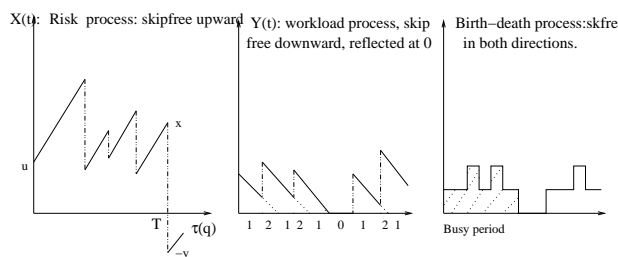 X(t): Risk process: skipfree upward
Y(t): workload process, skip
free downward, reflected at 0
Birth−death process:skfre
in both directions.
u
x
T
τ(q)
−v
1 2 1 2 1 0 1 2 1
Busy period